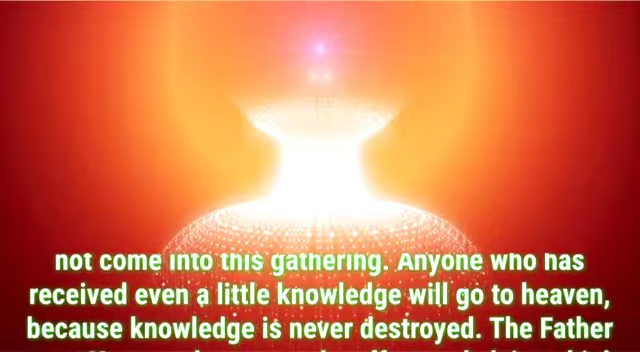 not come into this gathering. Anyone who has
received even a little knowledge will go to heaven,
because knowledge is never destroyed. The Father